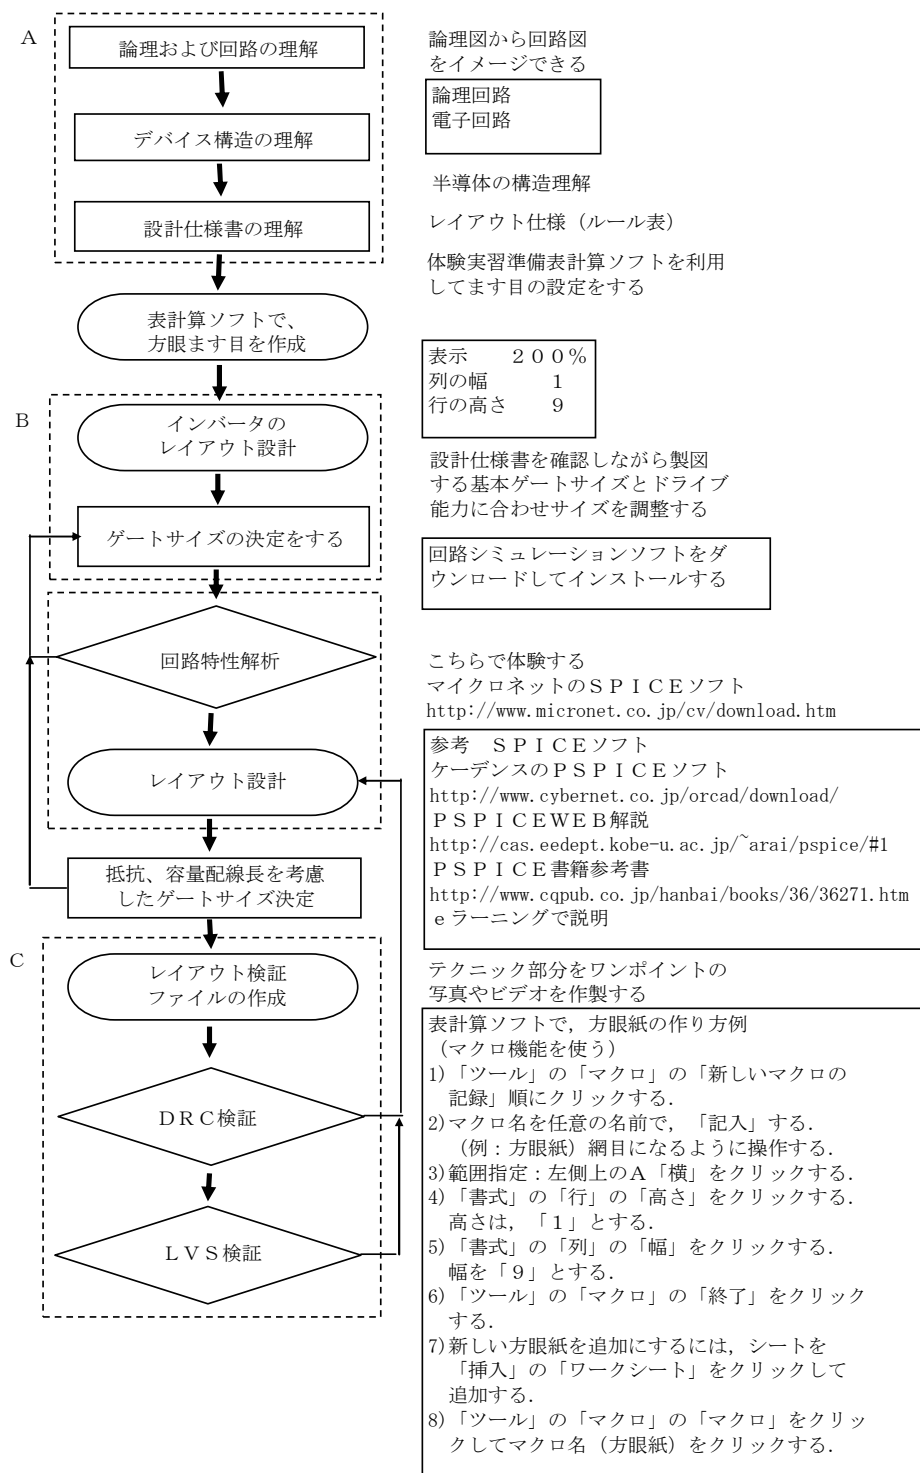 A
論理および回路の理解
デバイス構造の理解
設計仕様書の理解
表計算ソフトで、
方眼ます目を作成
B
インバータの
レイアウト設計
ゲートサイズの決定をする
回路特性解析
レイアウト設計
抵抗、容量配線長を考慮
したゲートサイズ決定
C
レイアウト検証
ファイルの作成
ＤＲＣ検証
ＬＶＳ検証
論理図から回路図
をイメージできる
論理回路
電子回路
半導体の構造理解
レイアウト仕様（ルール表）
体験実習準備表計算ソフトを利用
してます目の設定をする
表示　　２００％
列の幅　　　１
行の高さ　　９
設計仕様書を確認しながら製図
する基本ゲートサイズとドライブ
能力に合わせサイズを調整する
回路シミュレーションソフトをダ
ウンロードしてインストールする
こちらで体験する
マイクロネットのＳＰＩＣＥソフト
http://www.micronet.co.jp/cv/download.htm
参考　ＳＰＩＣＥソフト
ケーデンスのＰＳＰＩＣＥソフト
http://www.cybernet.co.jp/orcad/download/
ＰＳＰＩＣＥＷＥＢ解説
http://cas.eedept.kobe-u.ac.jp/~arai/pspice/#1
ＰＳＰＩＣＥ書籍参考書
http://www.cqpub.co.jp/hanbai/books/36/36271.htm
ｅラーニングで説明
テクニック部分をワンポイントの
写真やビデオを作製する
表計算ソフトで，方眼紙の作り方例
（マクロ機能を使う）
1)「ツール」の「マクロ」の「新しいマクロの
記録」順にクリックする．
2)マクロ名を任意の名前で，「記入」する．
（例：方眼紙）網目になるように操作する．
3)範囲指定：左側上のＡ「横」をクリックする．
4)「書式」の「行」の「高さ」をクリックする．
高さは，「１」とする．
5)「書式」の「列」の「幅」をクリックする．
幅を「９」とする．
6)「ツール」の「マクロ」の「終了」をクリック
する．
7)新しい方眼紙を追加にするには，シートを
「挿入」の「ワークシート」をクリックして
追加する．
8)「ツール」の「マクロ」の「マクロ」をクリッ
クしてマクロ名（方眼紙）をクリックする．